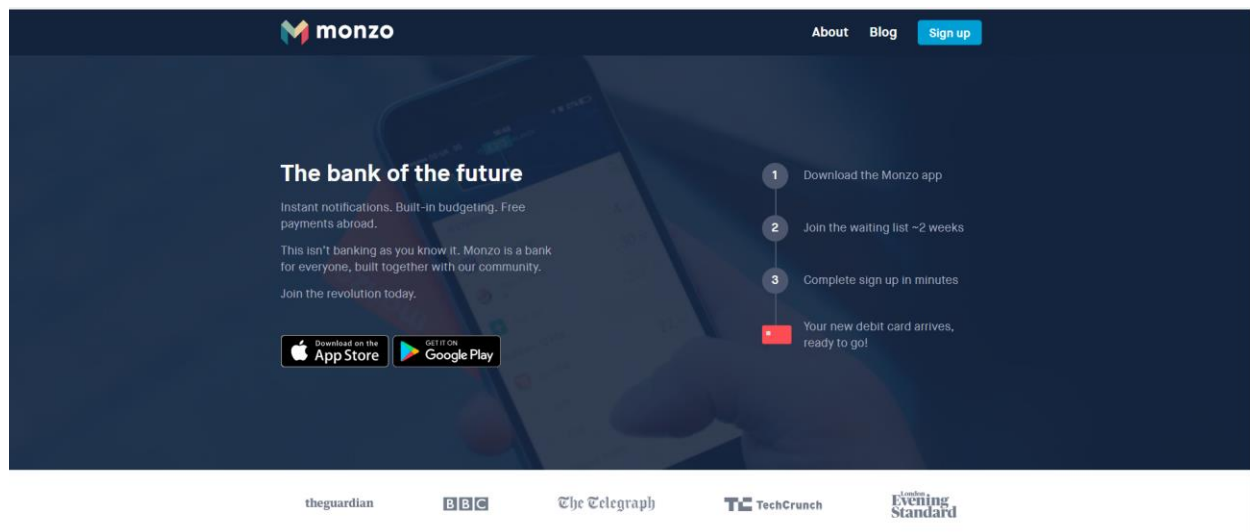 monzo
About Blog Sign up
The bank of the future
Instant notifications. Built-in budgeting. Free
payments abroad.
This isn't banking as you know it. Monzo is a bank
for everyone, built together with our community.
Join the revolution today.
Download on the
App Store
GET IT ON
Google Play
1 Download the Monzo app
2 Join the waiting list ~2 weeks
3 Complete sign up in minutes
Your new debit card arrives,
ready to go!
theguardian
BBC
The Telegraph
TC TechCrunch
London
Evening
Standard